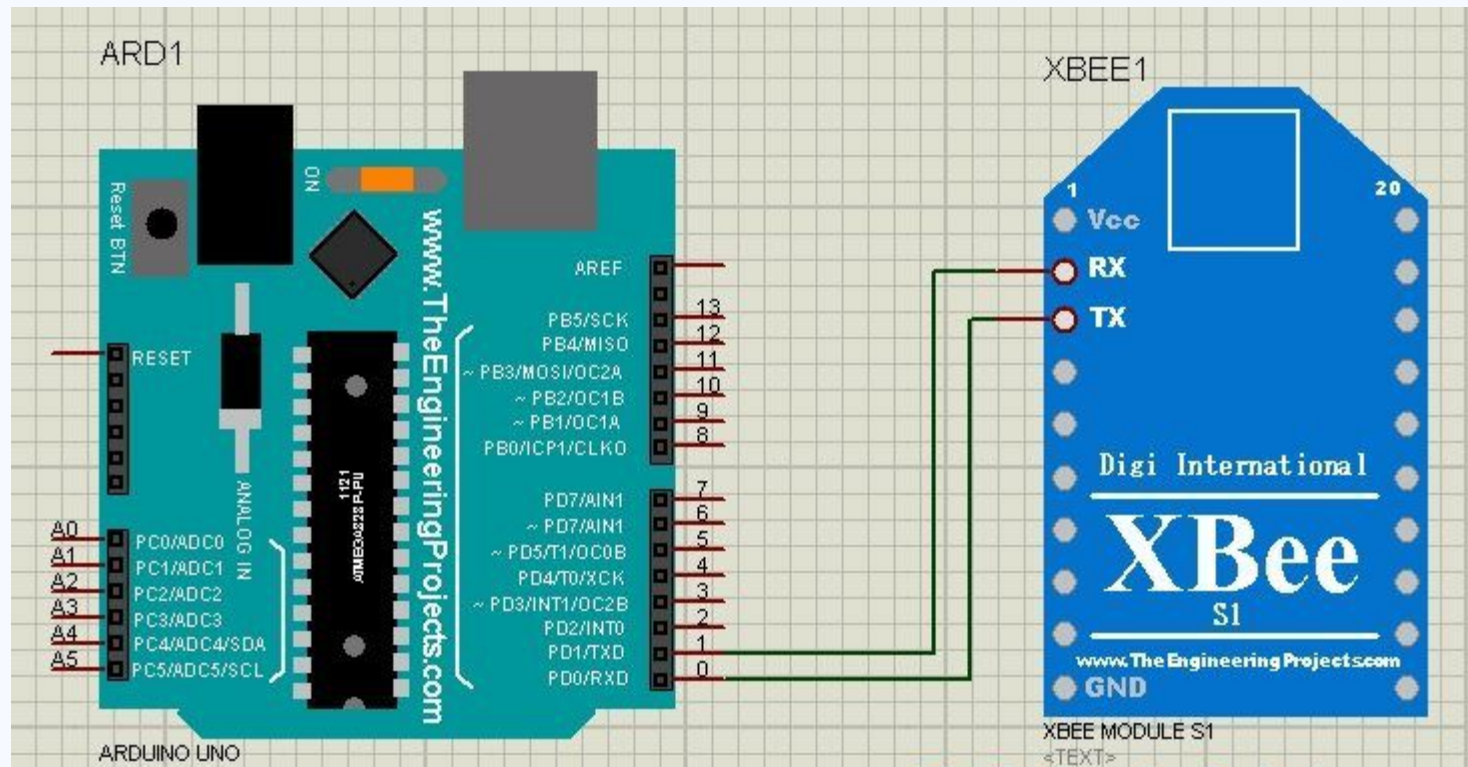 ARD1
ON
Reset BTN
www.TheEngineeringProjects.com
RESET
ANALOG IN
1121
ATMEGA328P-PU
A0
PC0/ADC0
A1
PC1/ADC1
A2
PC2/ADC2
A3
PC3/ADC3
A4
PC4/ADC4/SDA
A5
PC5/ADC5/SCL
AREF
PB5/SCK 13
PB4/MISO 12
~ PB3/MOSI/OC2A 11
~ PB2/OC1B 10
~ PB1/OC1A 9
PB0/ICP1/CLKO 8
PD7/AIN1 7
~ PD7/AIN1 6
~ PD5/T1/OC0B 5
PD4/T0/XCK 4
~ PD3/INT1/OC2B 3
PD2/INT0 2
PD1/TXD 1
PD0/RXD 0
ARDUINO UNO
XBEE1
1 20
Vcc
RX
TX
Digi International
XBee
S1
www.TheEngineeringProjects.com
GND
XBEE MODULE S1
<TEXT>